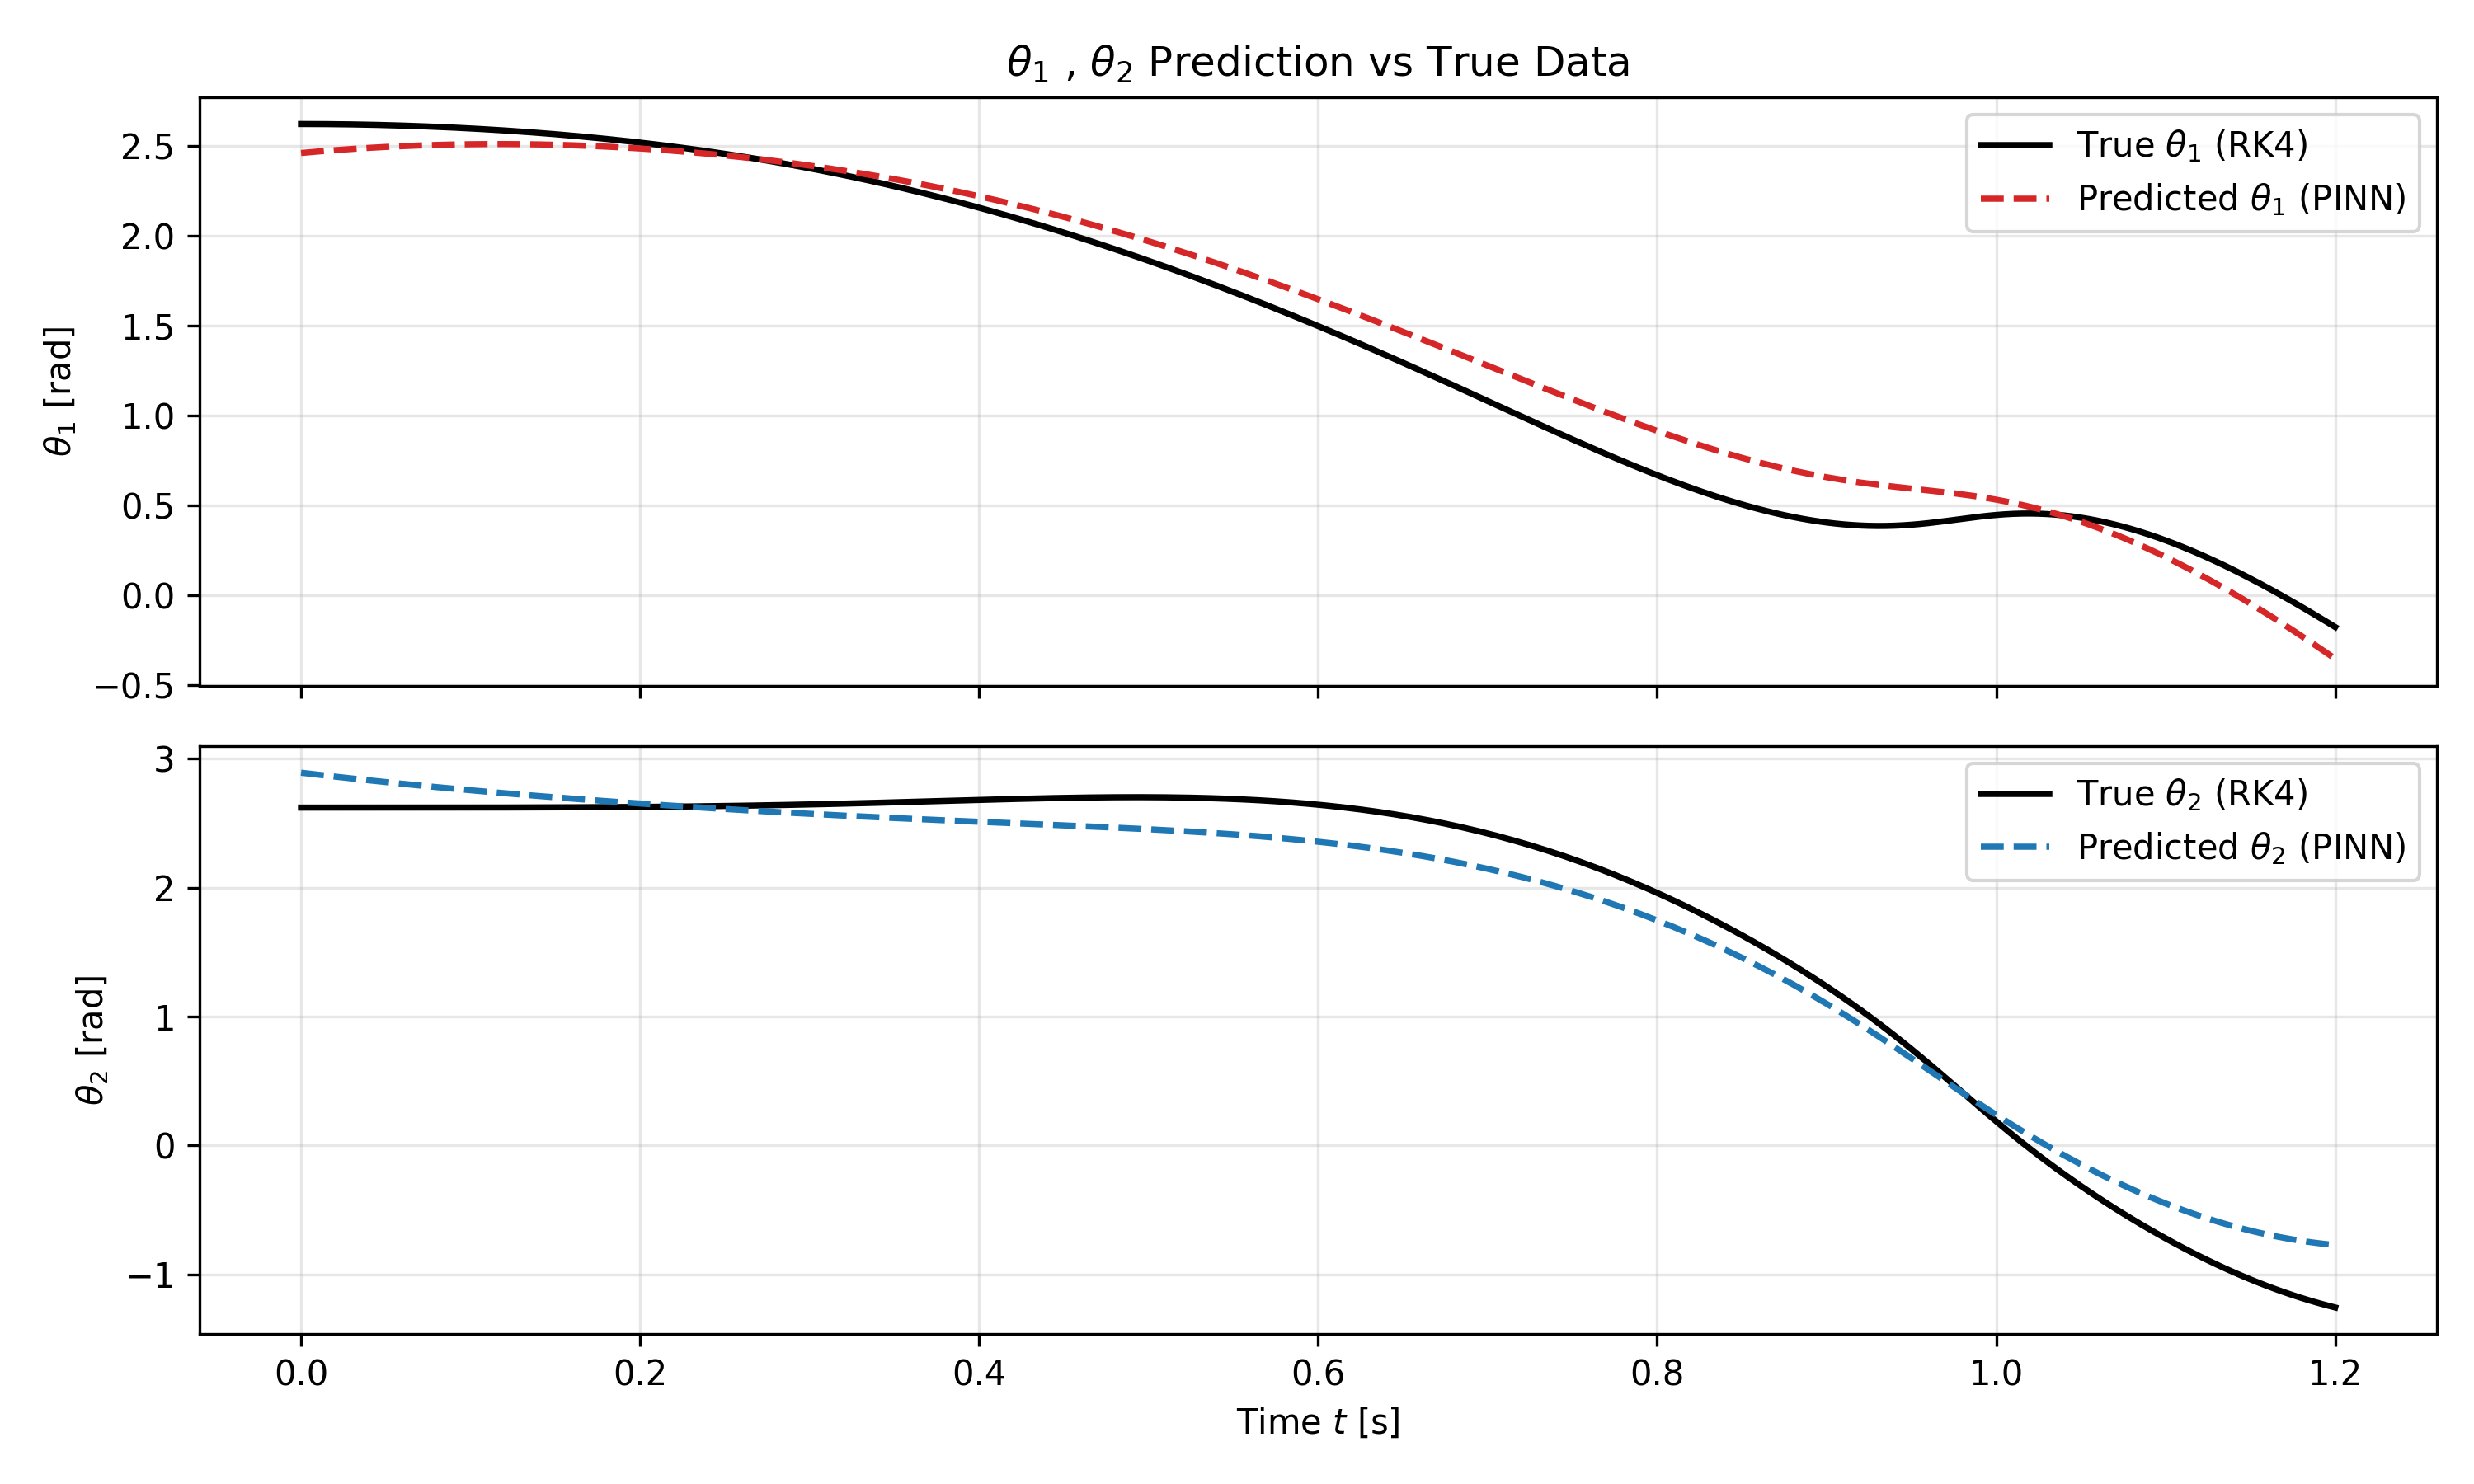 θ₁ , θ₂ Prediction vs True Data
2.5
2.0
1.5
1.0
0.5
0.0
−0.5
θ₁ [rad]
True θ₁ (RK4)
Predicted θ₁ (PINN)
3
2
1
0
−1
θ₂ [rad]
True θ₂ (RK4)
Predicted θ₂ (PINN)
0.0 0.2 0.4 0.6 0.8 1.0 1.2
Time t [s]